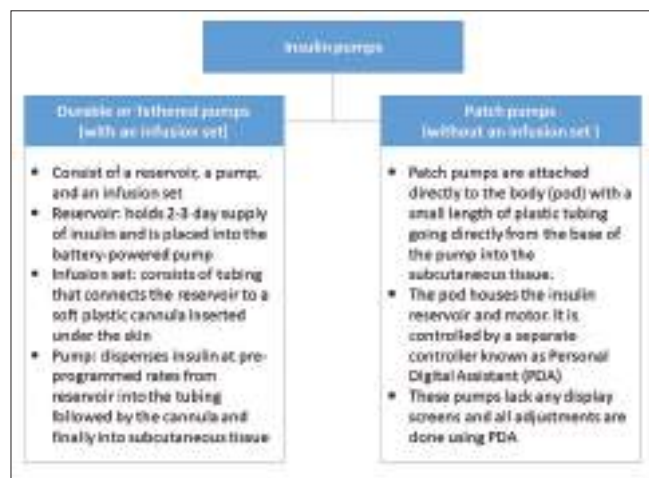 Insulin pumps
Durable or Tethered pumps
(with an infusion set)
• Consist of a reservoir, a pump,
and an infusion set
• Reservoir: holds 2-3-day supply
of insulin and is placed into the
battery-powered pump
• Infusion set: consists of tubing
that connects the reservoir to a
soft plastic cannula inserted
under the skin
• Pump: dispenses insulin at pre-
programmed rates from
reservoir into the tubing
followed by the cannula and
finally into subcutaneous tissue
Patch pumps
(without an infusion set )
• Patch pumps are attached
directly to the body (pod) with a
small length of plastic tubing
going directly from the base of
the pump into the
subcutaneous tissue.
• The pod houses the insulin
reservoir and motor. It is
controlled by a separate
controller known as Personal
Digital Assistant (PDA)
• These pumps lack any display
screens and all adjustments are
done using PDA